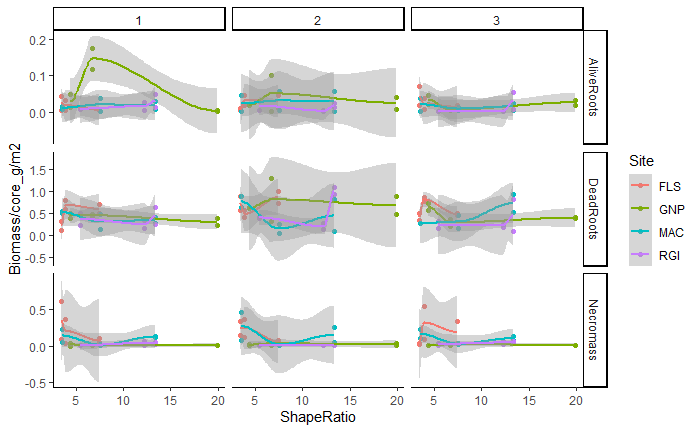 1 2 3
0.2
0.1
0.0
AliveRoots
1.5
1.0
0.5
0.0
-0.5
DeadRoots
0.5
0.0
-0.5
Necromass
5 10 15 20 5 10 15 20 5 10 15 20
ShapeRatio
Biomass/core_g/m2
Site
FLS
GNP
MAC
RGI